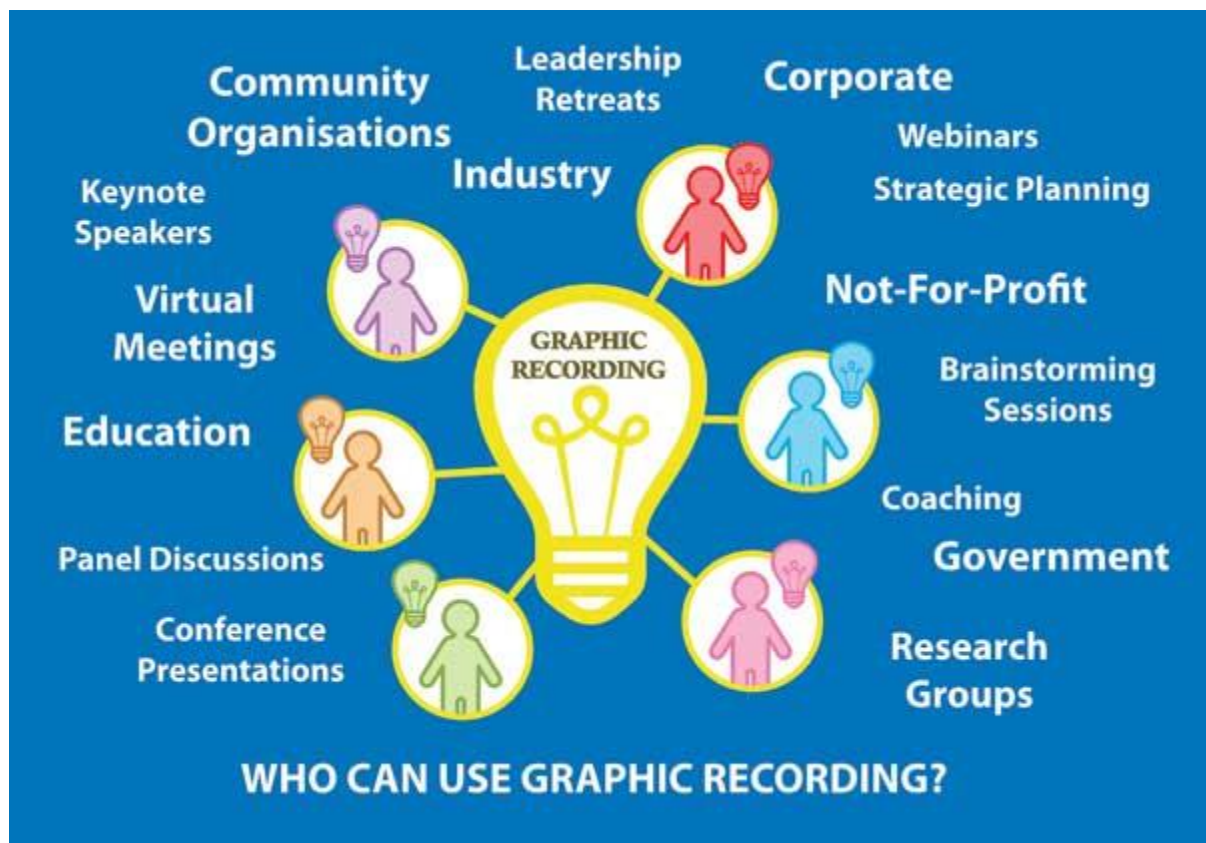 Community
Organisations
Leadership
Retreats
Corporate
Webinars
Strategic Planning
Industry
Keynote
Speakers
Virtual
Meetings
Not-For-Profit
GRAPHIC
RECORDING
Brainstorming
Sessions
Education
Coaching
Panel Discussions
Government
Conference
Presentations
Research
Groups
WHO CAN USE GRAPHIC RECORDING?